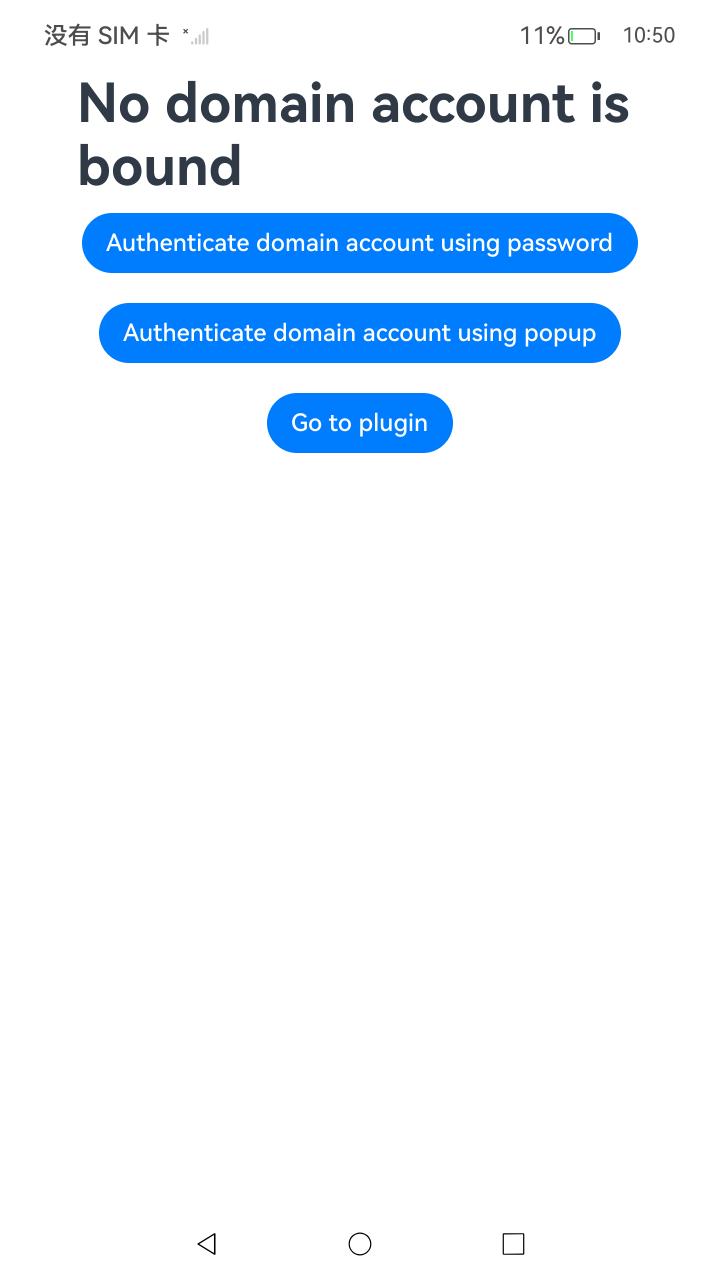 没有 SIM 卡
11%
10:50
No domain account is
bound
Authenticate domain account using password
Authenticate domain account using popup
Go to plugin